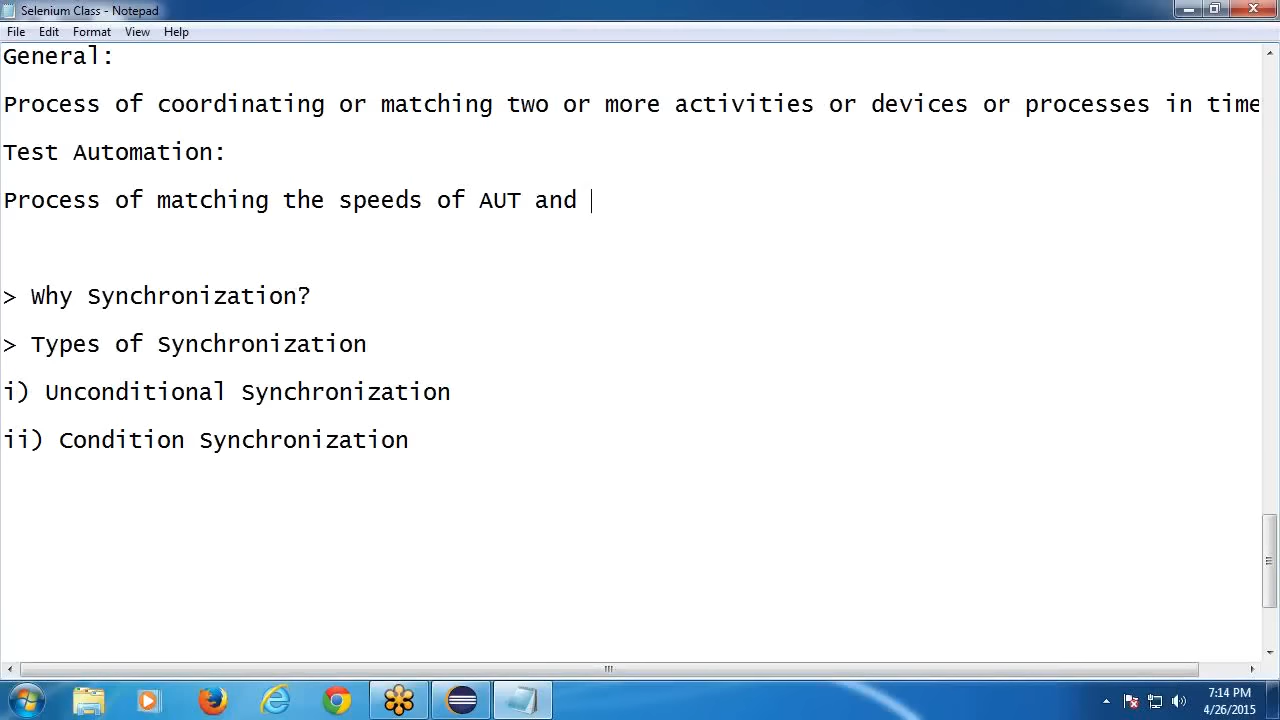 Selenium Class - Notepad
File Edit Format View Help
General:
Process of coordinating or matching two or more activities or devices or processes in time
Test Automation:
Process of matching the speeds of AUT and
> Why Synchronization?
> Types of Synchronization
i) Unconditional Synchronization
ii) Condition Synchronization
7:14 PM
4/26/2015